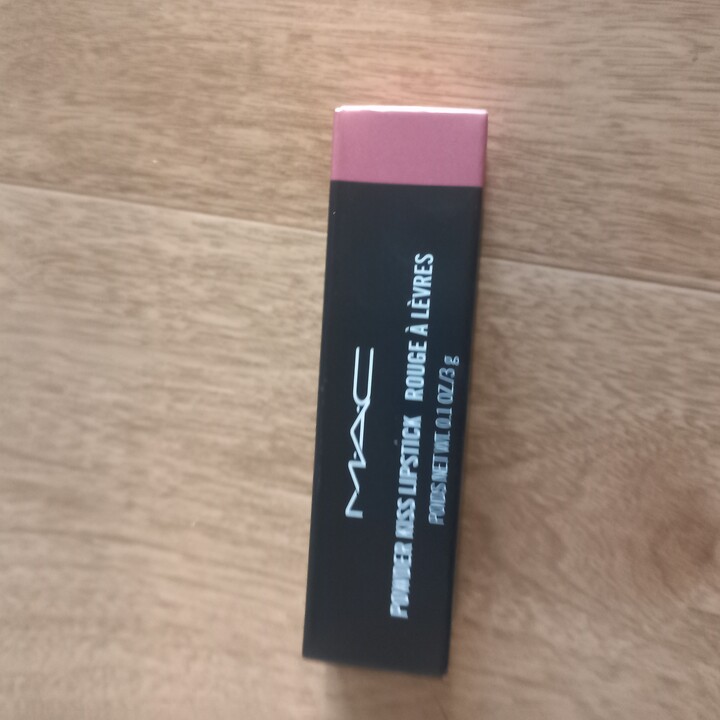 MAC
POWDER KISS LIPSTICK ROUGE À LÈVRES
POIDS NET WT. 0.1 OZ/3 g